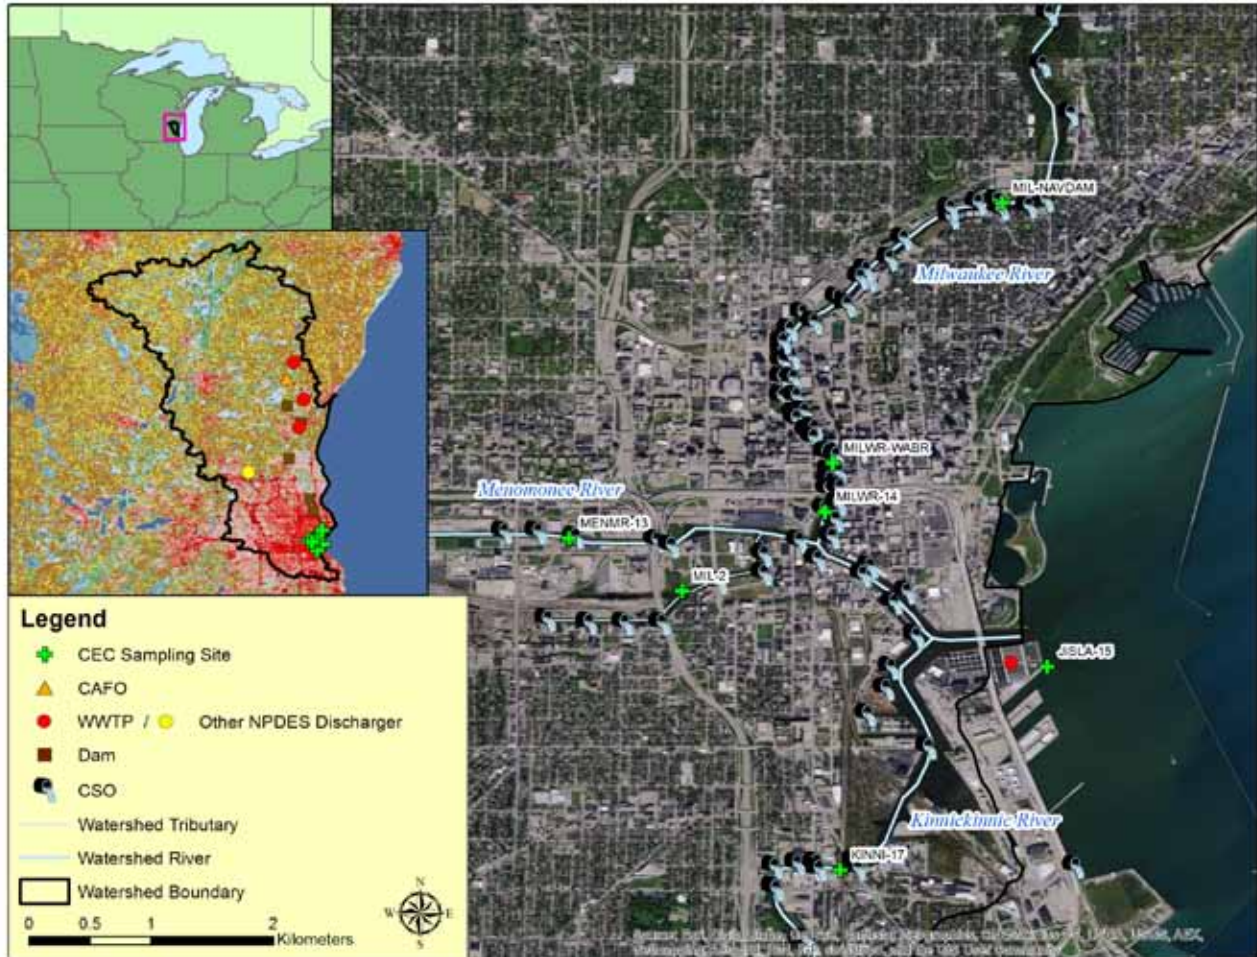 MIL-NAVDAM
Milwaukee River
MILWR-WABR
MILWR-14
Menomonee River
MENMR-13
MIL-2
JISLA-15
Kinnickinnic River
KINNI-17
Legend
CEC Sampling Site
CAFO
WWTP / Other NPDES Discharger
Dam
CSO
Watershed Tributary
Watershed River
Watershed Boundary
0 0.5 1 2
Kilometers
N
W E
S